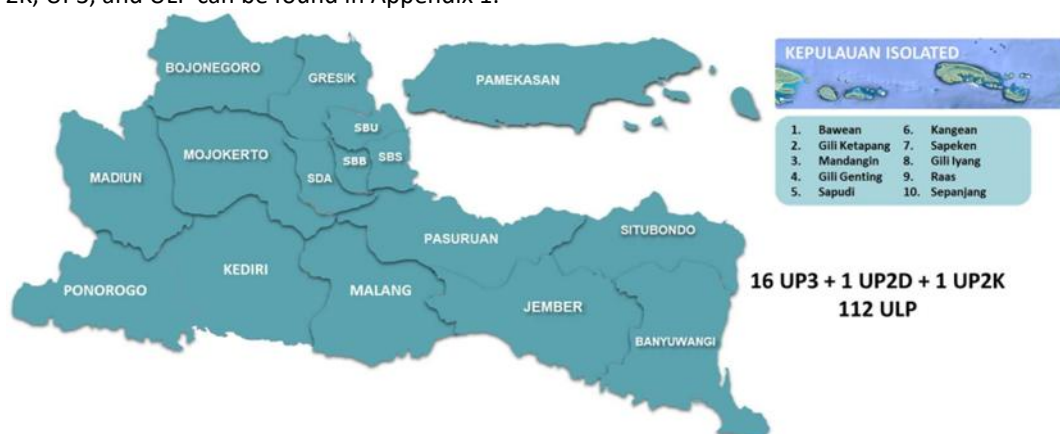 2K, UP3, and ULP can be found in Appendix 1.
BOJONEGORO
GRESIK
PAMEKASAN
KEPULAUAN ISOLATED
SBU
MOJOKERTO
SBB
SBS
SDA
MADIUN
1. Bawean 6. Kangean
2. Gili Ketapang 7. Sapeken
3. Mandangin 8. Gili Iyang
4. Gili Genting 9. Raas
5. Sapudi 10. Sepanjang
PASURUAN
SITUBONDO
KEDIRI
PONOROGO
MALANG
JEMBER
BANYUWANGI
16 UP3 + 1 UP2D + 1 UP2K
112 ULP